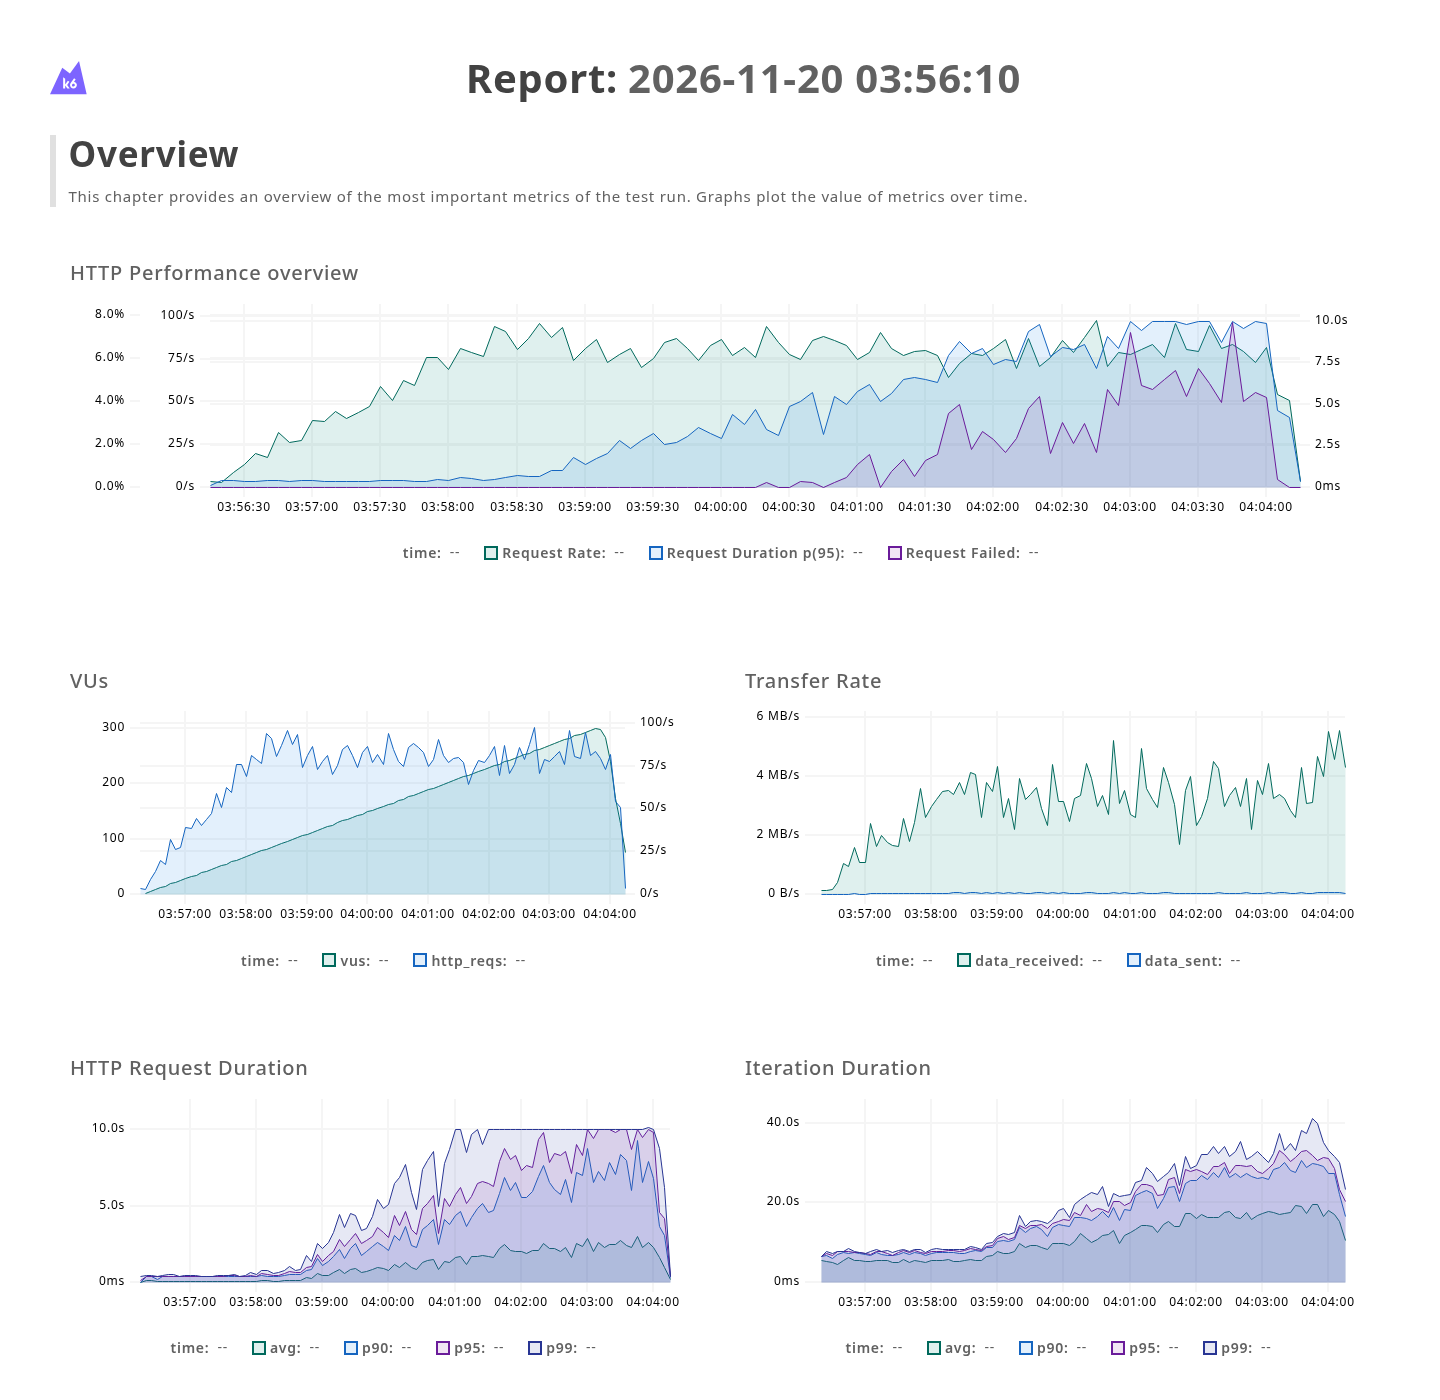 k6
Report: 2026-11-20 03:56:10
Overview
This chapter provides an overview of the most important metrics of the test run. Graphs plot the value of metrics over time.
HTTP Performance overview
8.0% 100/s 10.0s
6.0% 75/s 7.5s
4.0% 50/s 5.0s
2.0% 25/s 2.5s
0.0% 0/s 0ms
03:56:30 03:57:00 03:57:30 03:58:00 03:58:30 03:59:00 03:59:30 04:00:00 04:00:30 04:01:00 04:01:30 04:02:00 04:02:30 04:03:00 04:03:30 04:04:00
time: -- Request Rate: -- Request Duration p(95): -- Request Failed: --
VUs
300 100/s
200 75/s
100 50/s
25/s
0 0/s
03:57:00 03:58:00 03:59:00 04:00:00 04:01:00 04:02:00 04:03:00 04:04:00
time: -- vus: -- http_reqs: --
Transfer Rate
6 MB/s
4 MB/s
2 MB/s
0 B/s
03:57:00 03:58:00 03:59:00 04:00:00 04:01:00 04:02:00 04:03:00 04:04:00
time: -- data_received: -- data_sent: --
HTTP Request Duration
10.0s
5.0s
0ms
03:57:00 03:58:00 03:59:00 04:00:00 04:01:00 04:02:00 04:03:00 04:04:00
time: -- avg: -- p90: -- p95: -- p99: --
Iteration Duration
40.0s
20.0s
0ms
03:57:00 03:58:00 03:59:00 04:00:00 04:01:00 04:02:00 04:03:00 04:04:00
time: -- avg: -- p90: -- p95: -- p99: --